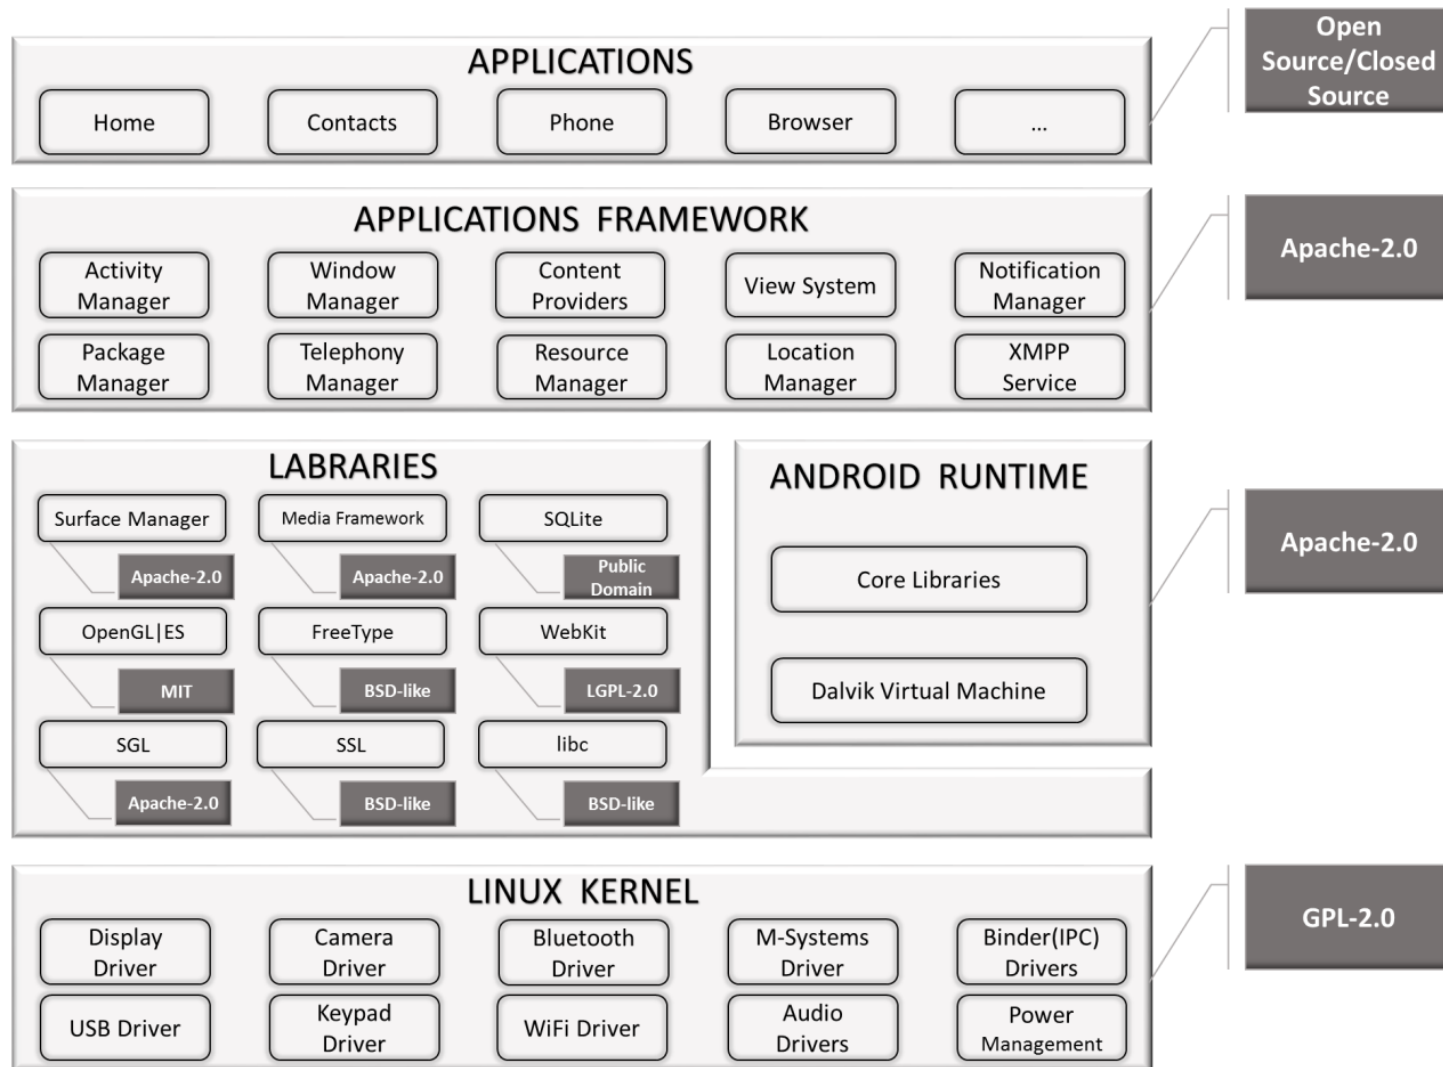 APPLICATIONS
Home
Contacts
Phone
Browser
...
Open
Source/Closed
Source
APPLICATIONS FRAMEWORK
Activity
Manager
Window
Manager
Content
Providers
View System
Notification
Manager
Package
Manager
Telephony
Manager
Resource
Manager
Location
Manager
XMPP
Service
Apache-2.0
LABRARIES
Surface Manager
Apache-2.0
Media Framework
Apache-2.0
SQLite
Public
Domain
OpenGL|ES
MIT
FreeType
BSD-like
WebKit
LGPL-2.0
SGL
Apache-2.0
SSL
BSD-like
libc
BSD-like
ANDROID RUNTIME
Core Libraries
Dalvik Virtual Machine
Apache-2.0
LINUX KERNEL
Display
Driver
Camera
Driver
Bluetooth
Driver
M-Systems
Driver
Binder(IPC)
Drivers
USB Driver
Keypad
Driver
WiFi Driver
Audio
Drivers
Power
Management
GPL-2.0